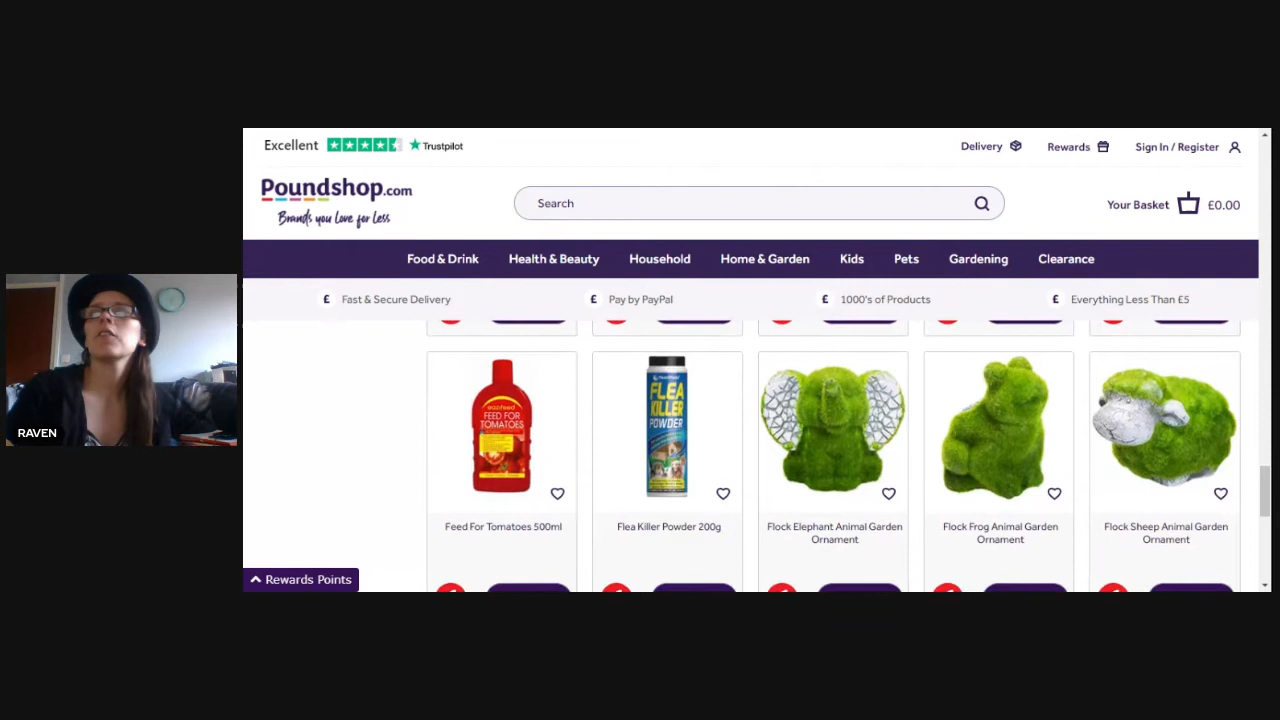 Excellent Trustpilot
Delivery
Rewards
Sign In / Register
Poundshop.com
Brands you Love for Less
Search
Your Basket £0.00
Food & Drink
Health & Beauty
Household
Home & Garden
Kids
Pets
Gardening
Clearance
£ Fast & Secure Delivery
£ Pay by PayPal
£ 1000's of Products
£ Everything Less Than £5
RAVEN
FEED FOR
TOMATOES
FLEA
KILLER
POWDER
Feed For Tomatoes 500ml
Flea Killer Powder 200g
Flock Elephant Animal Garden
Ornament
Flock Frog Animal Garden
Ornament
Flock Sheep Animal Garden
Ornament
Rewards Points